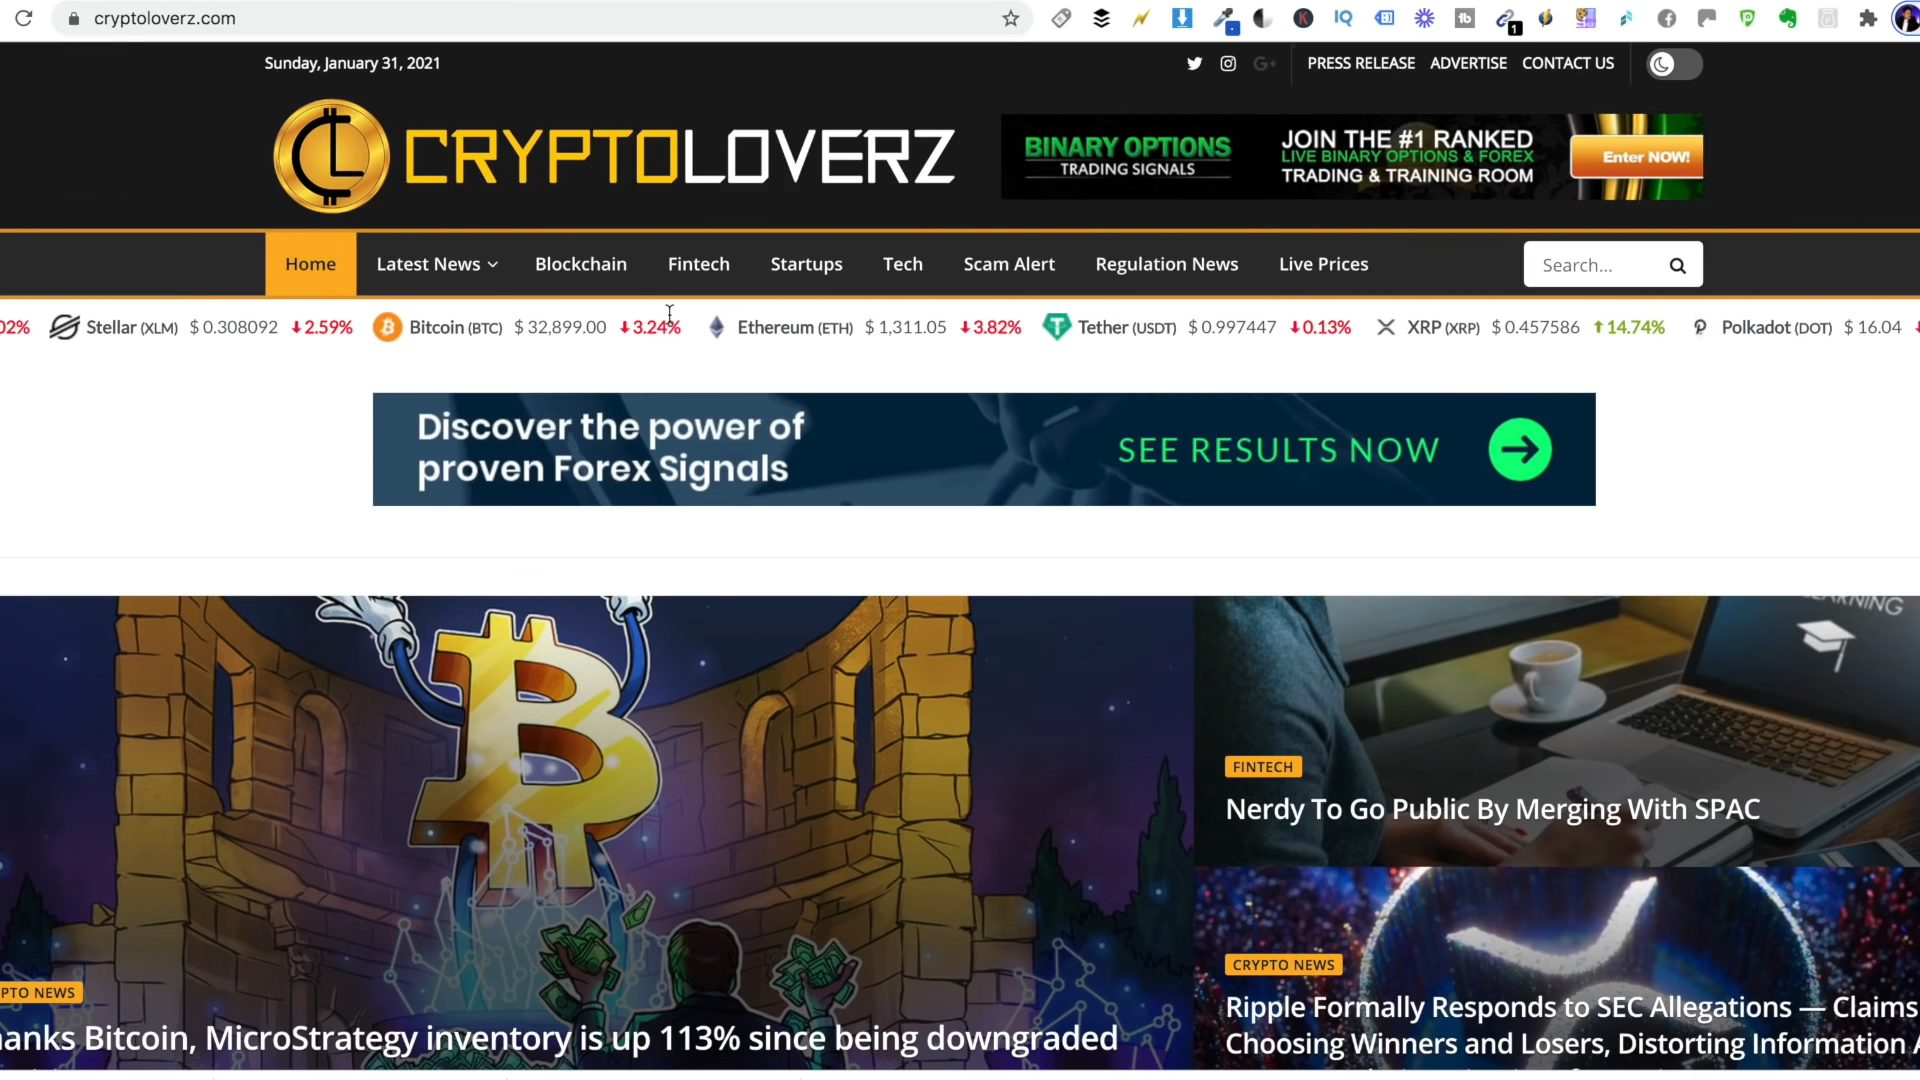 cryptoloverz.com
1
Sunday, January 31, 2021
PRESS RELEASE ADVERTISE CONTACT US
CRYPTOLOVERZ
BINARY OPTIONS
TRADING SIGNALS
JOIN THE #1 RANKED
LIVE BINARY OPTIONS & FOREX
TRADING & TRAINING ROOM
Enter NOW!
Home Latest News Blockchain Fintech Startups Tech Scam Alert Regulation News Live Prices Search...
02% Stellar (XLM) $ 0.308092 2.59% Bitcoin (BTC) $ 32,899.00 3.24% Ethereum (ETH) $ 1,311.05 3.82% Tether (USDT) $ 0.997447 0.13% XRP (XRP) $ 0.457586 14.74% Polkadot (DOT) $ 16.04
Discover the power of
proven Forex Signals
SEE RESULTS NOW
FINTECH
Nerdy To Go Public By Merging With SPAC
CRYPTO NEWS
Ripple Formally Responds to SEC Allegations — Claims
Choosing Winners and Losers, Distorting Information
PTO NEWS
anks Bitcoin, MicroStrategy inventory is up 113% since being downgraded